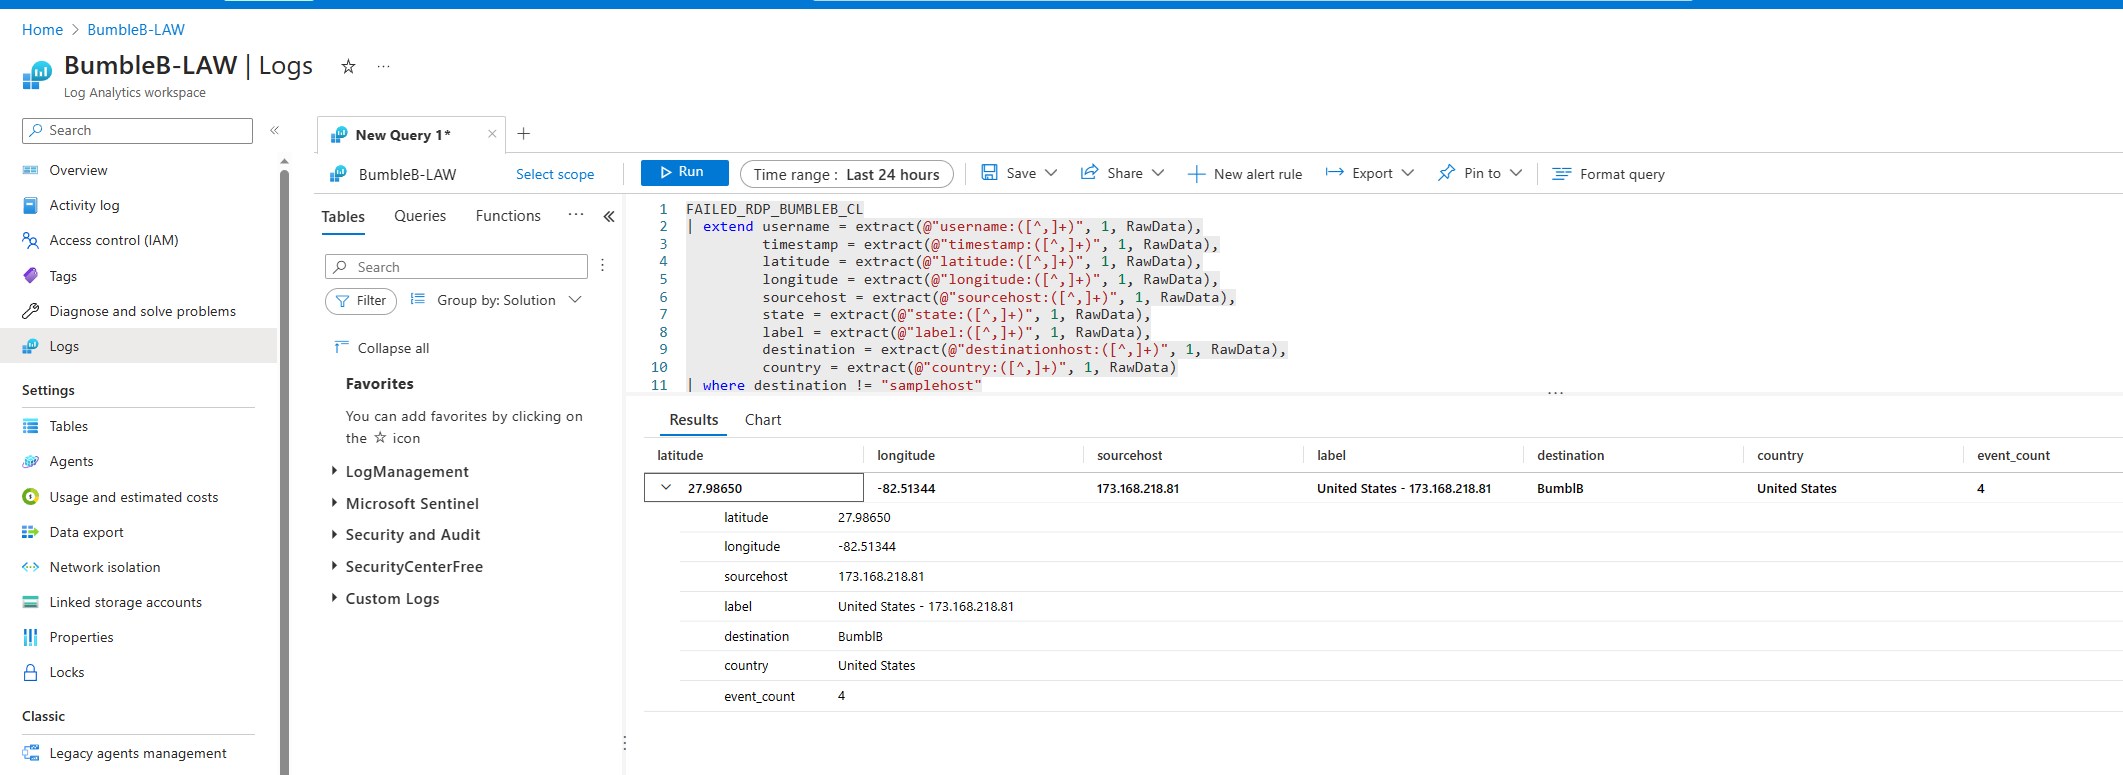 Home > BumbleB-LAW
BumbleB-LAW | Logs
Log Analytics workspace
Search
Overview
Activity log
Access control (IAM)
Tags
Diagnose and solve problems
Logs
Settings
Tables
Agents
Usage and estimated costs
Data export
Network isolation
Linked storage accounts
Properties
Locks
Classic
Legacy agents management
New Query 1*
BumbleB-LAW
Select scope
Run
Time range : Last 24 hours
Save
Share
New alert rule
Export
Pin to
Format query
Tables Queries Functions
Search
Filter
Group by: Solution
Collapse all
Favorites
You can add favorites by clicking on
the ☆ icon
LogManagement
Microsoft Sentinel
Security and Audit
SecurityCenterFree
Custom Logs
1 FAILED_RDP_BUMBLEB_CL
2 | extend username = extract(@"username:([^,]+)", 1, RawData),
3 timestamp = extract(@"timestamp:([^,]+)", 1, RawData),
4 latitude = extract(@"latitude:([^,]+)", 1, RawData),
5 longitude = extract(@"longitude:([^,]+)", 1, RawData),
6 sourcehost = extract(@"sourcehost:([^,]+)", 1, RawData),
7 state = extract(@"state:([^,]+)", 1, RawData),
8 label = extract(@"label:([^,]+)", 1, RawData),
9 destination = extract(@"destinationhost:([^,]+)", 1, RawData),
10 country = extract(@"country:([^,]+)", 1, RawData)
11 | where destination != "samplehost"
Results Chart
latitude longitude sourcehost label destination country event_count
27.98650 -82.51344 173.168.218.81 United States - 173.168.218.81 BumblB United States 4
latitude 27.98650
longitude -82.51344
sourcehost 173.168.218.81
label United States - 173.168.218.81
destination BumblB
country United States
event_count 4